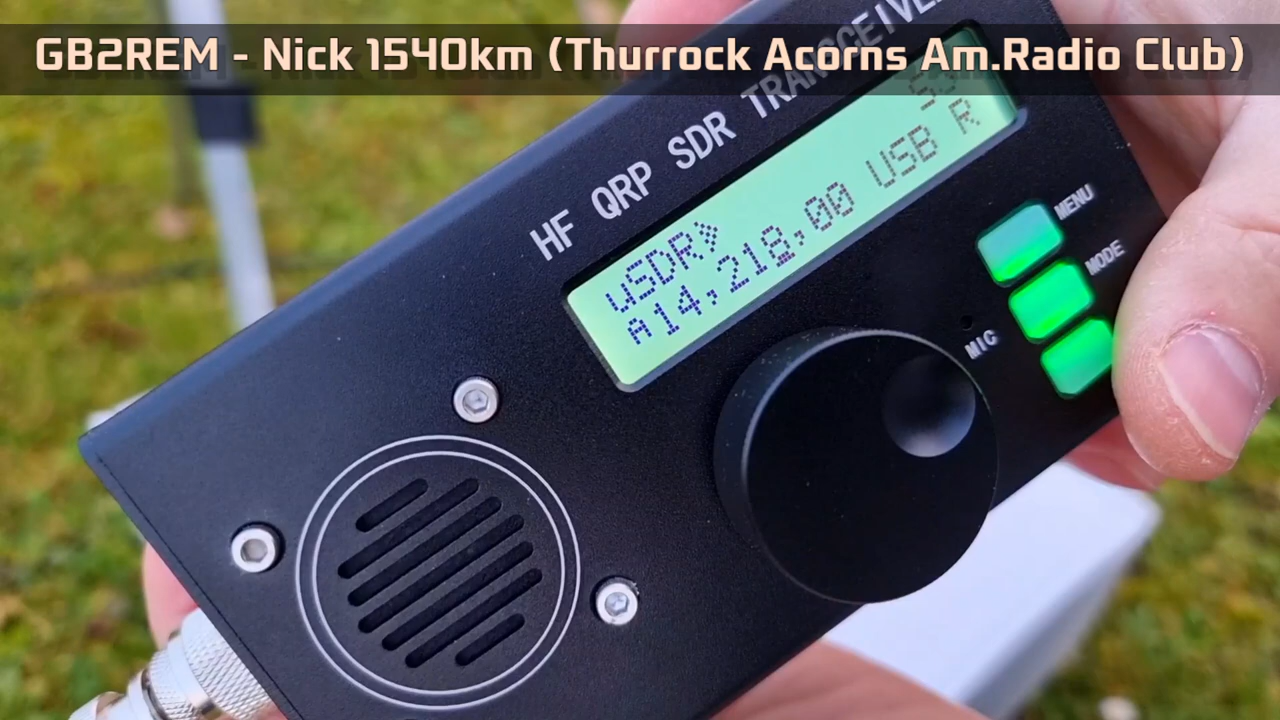 GB2REM - Nick 1540km (Thurrock Acorns Am.Radio Club)
HF QRP SDR TRANSCEIVER
uSDR
A14,218,00 USB R
MENU
MODE
MIC